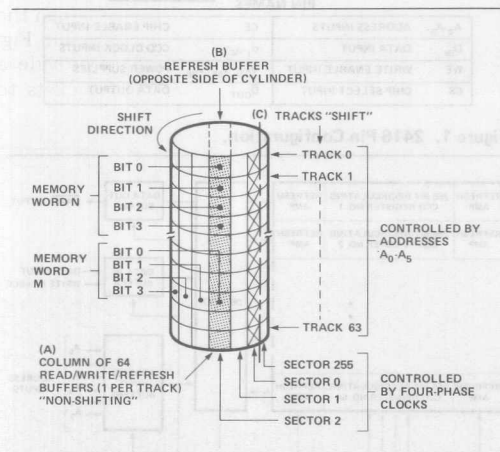 (B)
REFRESH BUFFER
(OPPOSITE SIDE OF CYLINDER)
SHIFT
DIRECTION
(C) TRACKS "SHIFT"
TRACK 0
TRACK 1
MEMORY
WORD N
BIT 0
BIT 1
BIT 2
BIT 3
MEMORY
WORD
M
BIT 0
BIT 1
BIT 2
BIT 3
CONTROLLED BY
ADDRESSES
A0-A5
TRACK 63
(A)
COLUMN OF 64
READ/WRITE/REFRESH
BUFFERS (1 PER TRACK)
"NON-SHIFTING"
SECTOR 255
SECTOR 0
SECTOR 1
SECTOR 2
CONTROLLED
BY FOUR-PHASE
CLOCKS